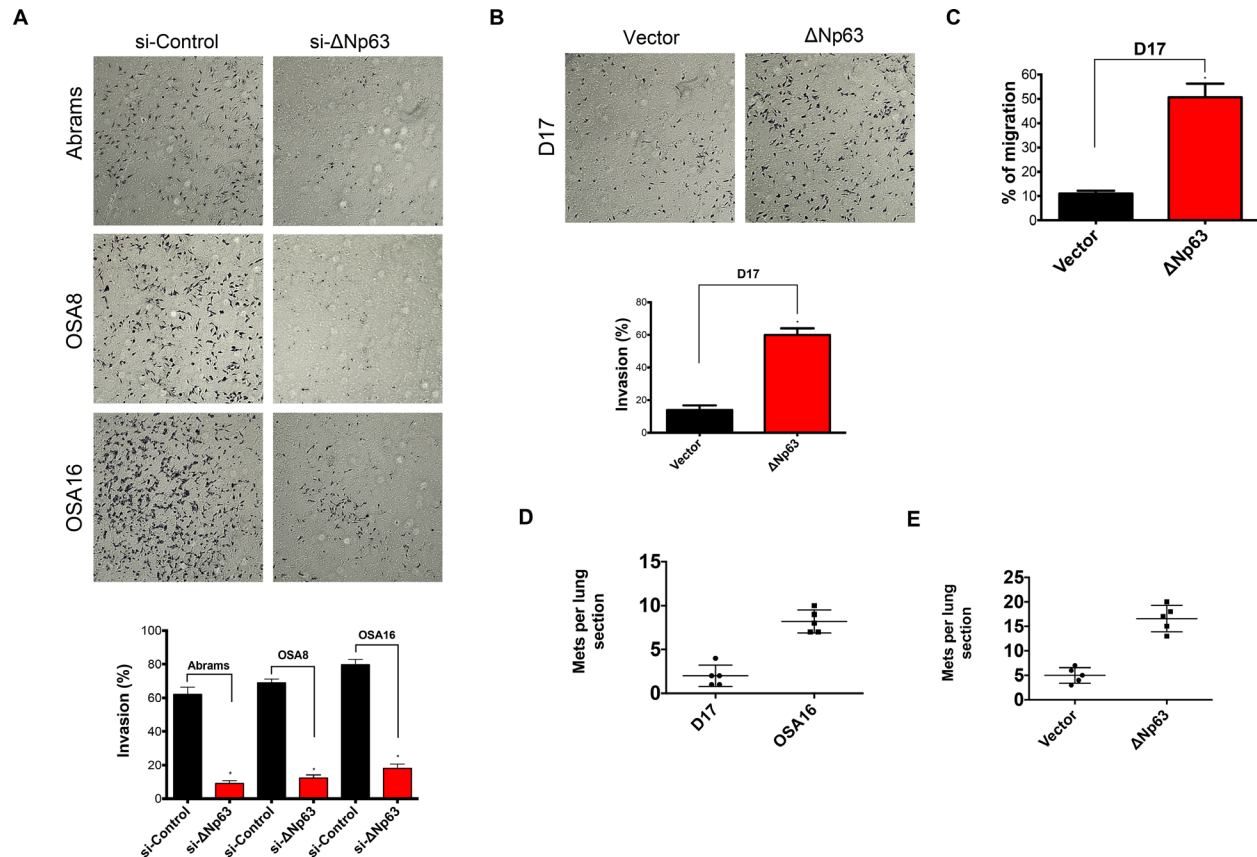 A
si-Control
si-ΔNp63
Abrams
OSA8
OSA16
Invasion (%)
100
80
60
40
20
0
Abrams
OSA8
OSA16
*
*
*
si-Control
si-ΔNp63
si-Control
si-ΔNp63
si-Control
si-ΔNp63
B
Vector
ΔNp63
D17
D17
Invasion (%)
80
60
40
20
0
Vector
ΔNp63
C
D17
% of migration
60
50
40
30
20
10
0
Vector
ΔNp63
D
Mets per lung
section
15
10
5
0
D17
OSA16
E
Mets per lung
section
25
20
15
10
5
0
Vector
ΔNp63